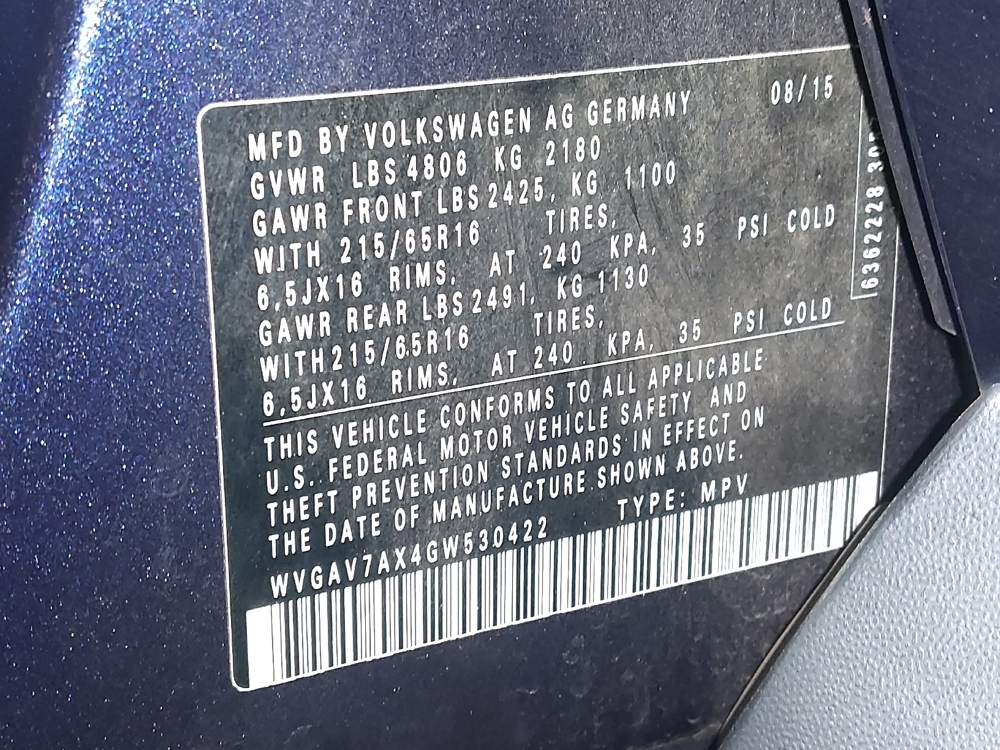 08/15
MFD BY VOLKSWAGEN AG GERMANY
GVWR LBS 4806 KG 2180
GAWR FRONT LBS 2425, KG 1100
WITH 215/65R16 TIRES,
6,5JX16 RIMS, AT 240 KPA, 35 PSI COLD
GAWR REAR LBS 2491, KG 1130
WITH 215/65R16 TIRES,
6,5JX16 RIMS, AT 240 KPA, 35 PSI COLD
THIS VEHICLE CONFORMS TO ALL APPLICABLE
U.S. FEDERAL MOTOR VEHICLE SAFETY AND
THEFT PREVENTION STANDARDS IN EFFECT ON
THE DATE OF MANUFACTURE SHOWN ABOVE.
WVGAV7AX4GW530422 TYPE: MPV
6362228